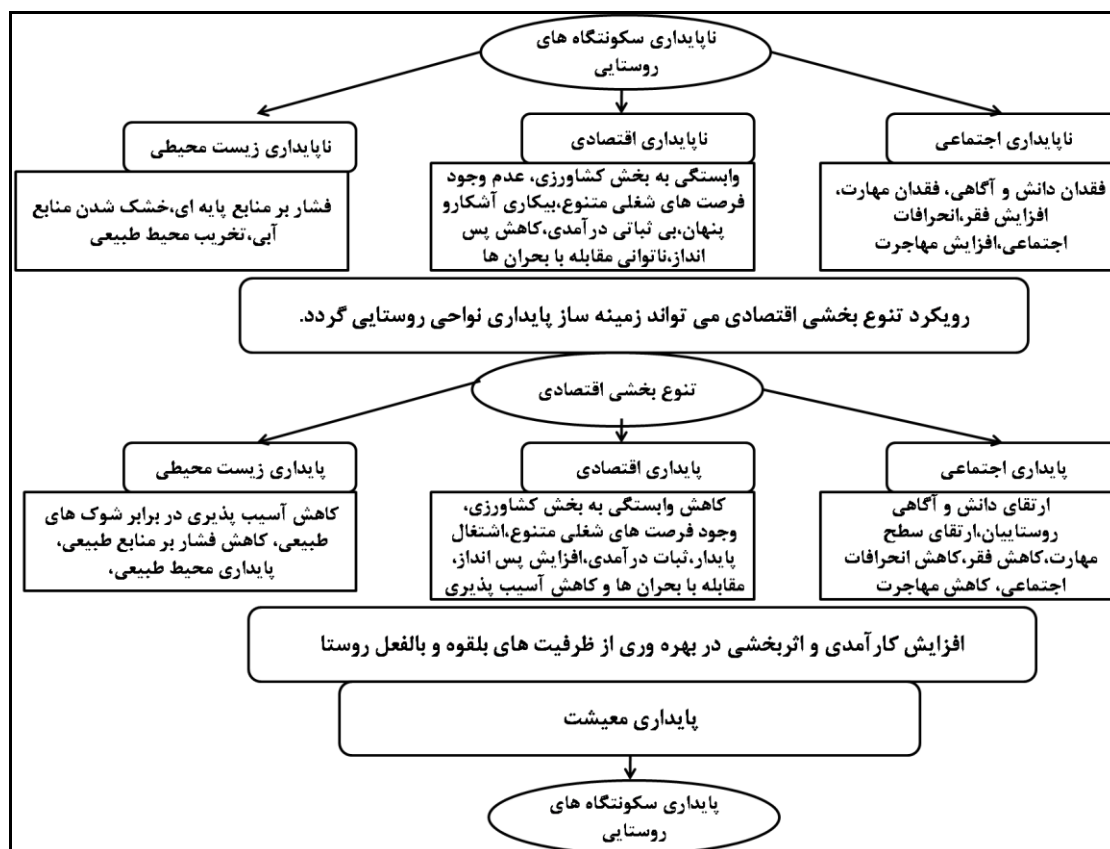 ناپایداری سکونتگاه های
روستایی
ناپایداری اجتماعی
فقدان دانش و آگاهی، فقدان مهارت،
افزایش فقر،انحرافات
اجتماعی،افزایش مهاجرت
ناپایداری اقتصادی
وابستگی به بخش کشاورزی، عدم وجود
فرصت های شغلی متنوع،بیکاری آشکارو
پنهان،بی ثباتی درآمدی،کاهش پس
انداز،ناتوانی مقابله با بحران ها
ناپایداری زیست محیطی
فشار بر منابع پایه ای،خشک شدن منابع
آبی،تخریب محیط طبیعی
رویکرد تنوع بخشی اقتصادی می تواند زمینه ساز پایداری نواحی روستایی گردد.
تنوع بخشی اقتصادی
پایداری اجتماعی
ارتقای دانش و آگاهی
روستاییان،ارتقای سطح
مهارت،کاهش فقر،کاهش انحرافات
اجتماعی، کاهش مهاجرت
پایداری اقتصادی
کاهش وابستگی به بخش کشاورزی،
وجود فرصت های شغلی متنوع،اشتغال
پایدار،ثبات درآمدی،افزایش پس انداز،
مقابله با بحران ها و کاهش آسیب پذیری
پایداری زیست محیطی
کاهش آسیب پذیری در برابر شوک های
طبیعی، کاهش فشار بر منابع طبیعی،
پایداری محیط طبیعی،
افزایش کارآمدی و اثربخشی در بهره وری از ظرفیت های بلقوه و بالفعل روستا
پایداری معیشت
پایداری سکونتگاه های
روستایی